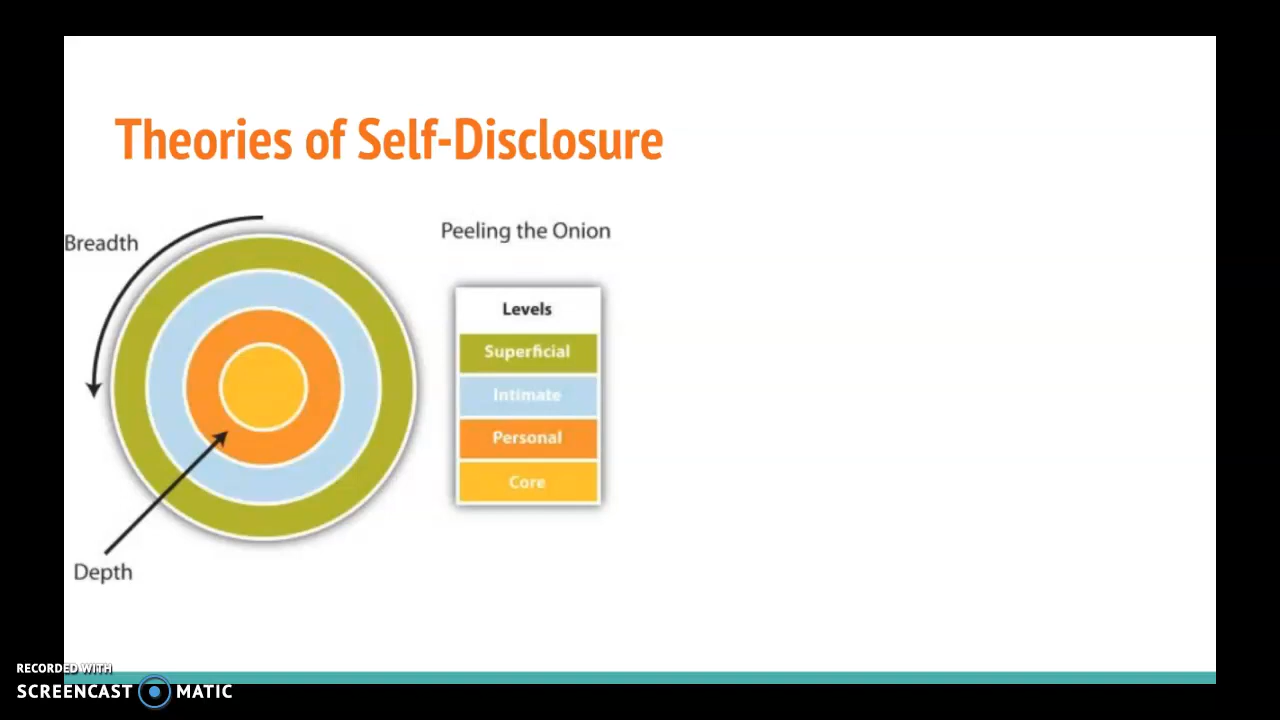 Theories of Self-Disclosure
Breadth
Peeling the Onion
Levels
Superficial
Intimate
Personal
Core
Depth
RECORDED WITH
SCREENCAST MATIC